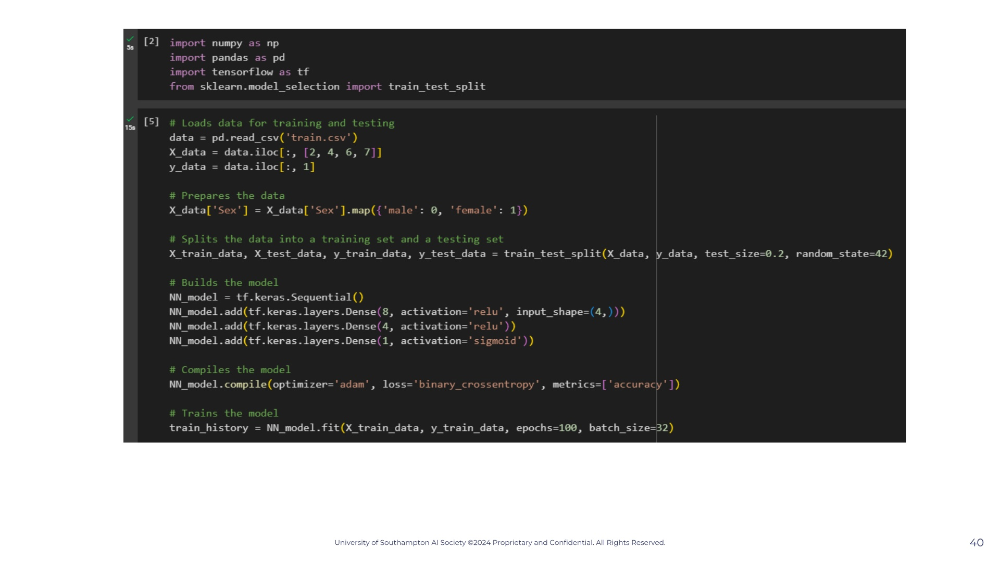 [2] import numpy as np
5s
import pandas as pd
import tensorflow as tf
from sklearn.model_selection import train_test_split
[5] # Loads data for training and testing
15s
data = pd.read_csv('train.csv')
X_data = data.iloc[:, [2, 4, 6, 7]]
y_data = data.iloc[:, 1]
# Prepares the data
X_data['Sex'] = X_data['Sex'].map({'male': 0, 'female': 1})
# Splits the data into a training set and a testing set
X_train_data, X_test_data, y_train_data, y_test_data = train_test_split(X_data, y_data, test_size=0.2, random_state=42)
# Builds the model
NN_model = tf.keras.Sequential()
NN_model.add(tf.keras.layers.Dense(8, activation='relu', input_shape=(4,)))
NN_model.add(tf.keras.layers.Dense(4, activation='relu'))
NN_model.add(tf.keras.layers.Dense(1, activation='sigmoid'))
# Compiles the model
NN_model.compile(optimizer='adam', loss='binary_crossentropy', metrics=['accuracy'])
# Trains the model
train_history = NN_model.fit(X_train_data, y_train_data, epochs=100, batch_size=32)
University of Southampton AI Society ©2024 Proprietary and Confidential. All Rights Reserved.
40